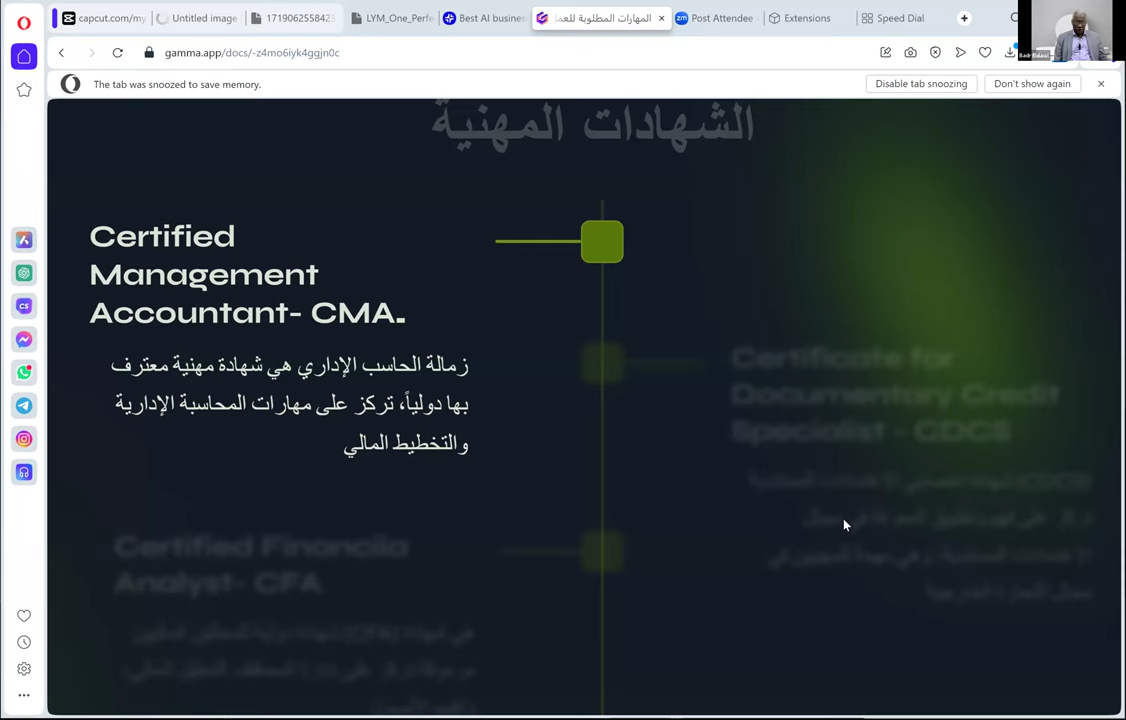 capcut.com/my
Untitled image
1719062558423
LYM_One_Perfe
Best AI busines
المهارات المطلوبة للعمل
Post Attendee
Extensions
Speed Dial
gamma.app/docs/-z4mo6iyk4ggjn0c
The tab was snoozed to save memory.
Disable tab snoozing
Don't show again
الشهادات المهنية
Certified
Management
Accountant- CMA.
زمالة الحاسب الإداري هي شهادة مهنية معترف
بها دولياً، تركز على مهارات المحاسبة الإدارية
والتخطيط المالي
Certificate for
Documentary Credit
Specialist - CDCS
Certified Financila
Analyst- CFA